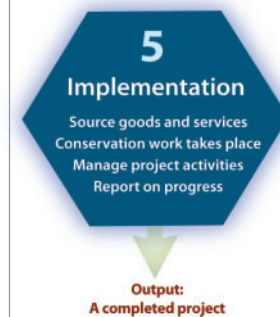 5
Implementation
Source goods and services
Conservation work takes place
Manage project activities
Report on progress
Output:
A completed project